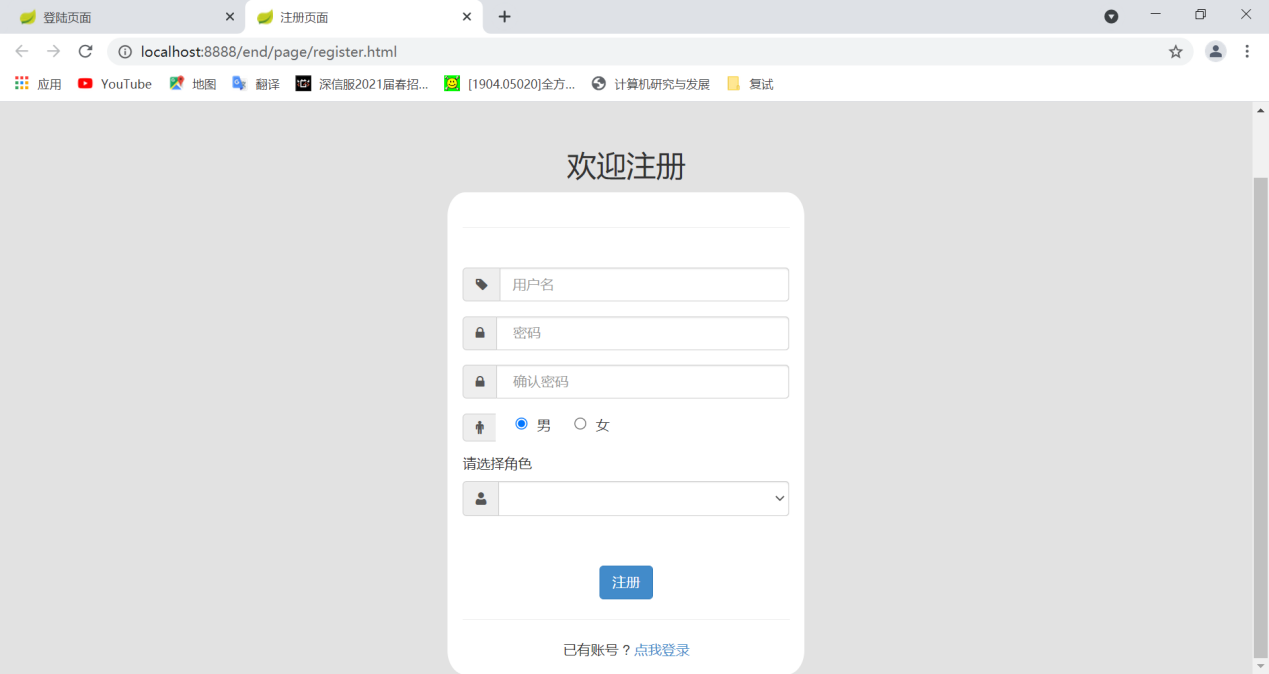 登陆页面
注册页面
localhost:8888/end/page/register.html
应用
YouTube
地图
翻译
深信服2021届春招...
[1904.05020]全方...
计算机研究与发展
复试
欢迎注册
用户名
密码
确认密码
男
女
请选择角色
注册
已有账号？点我登录